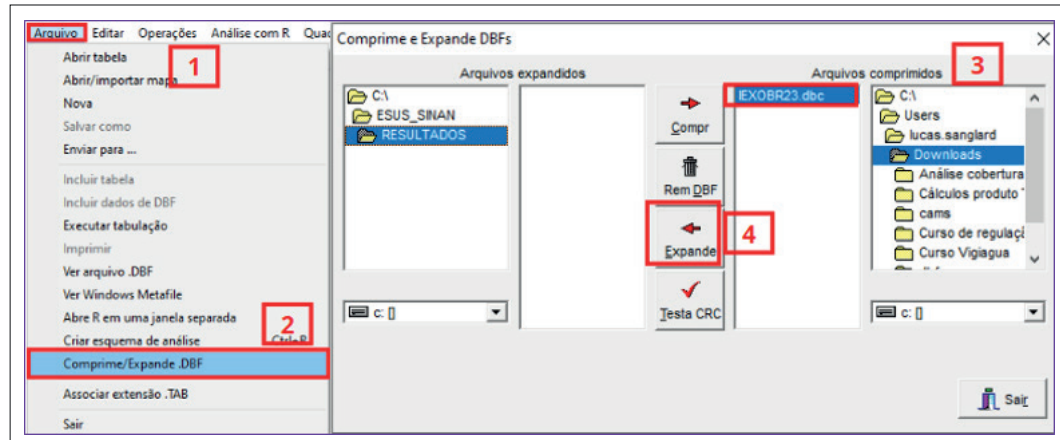 Arquivo Editar Operações Análise com R Quad
1
Abrir tabela
Abrir/importar mapa
Nova
Salvar como
Enviar para ...
Incluir tabela
Incluir dados de DBF
Executar tabulação
Imprimir
Ver arquivo .DBF
Ver Windows Metafile
Abre R em uma janela separada
2
Criar esquema de análise Ctrl+R
Comprime/Expande .DBF
Associar extensão .TAB
Sair
Comprime e Expande DBFs
Arquivos expandidos
C:\
ESUS_SINAN
RESULTADOS
c: []
Compr
Rem DBF
Expande
4
Testa CRC
Arquivos comprimidos
3
IEXOBR23.dbc
C:\
Users
lucas.sanglard
Downloads
Análise cobertura
Cálculos produto
cams
Curso de regulaçã
Curso Vigiagua
c: []
Sair